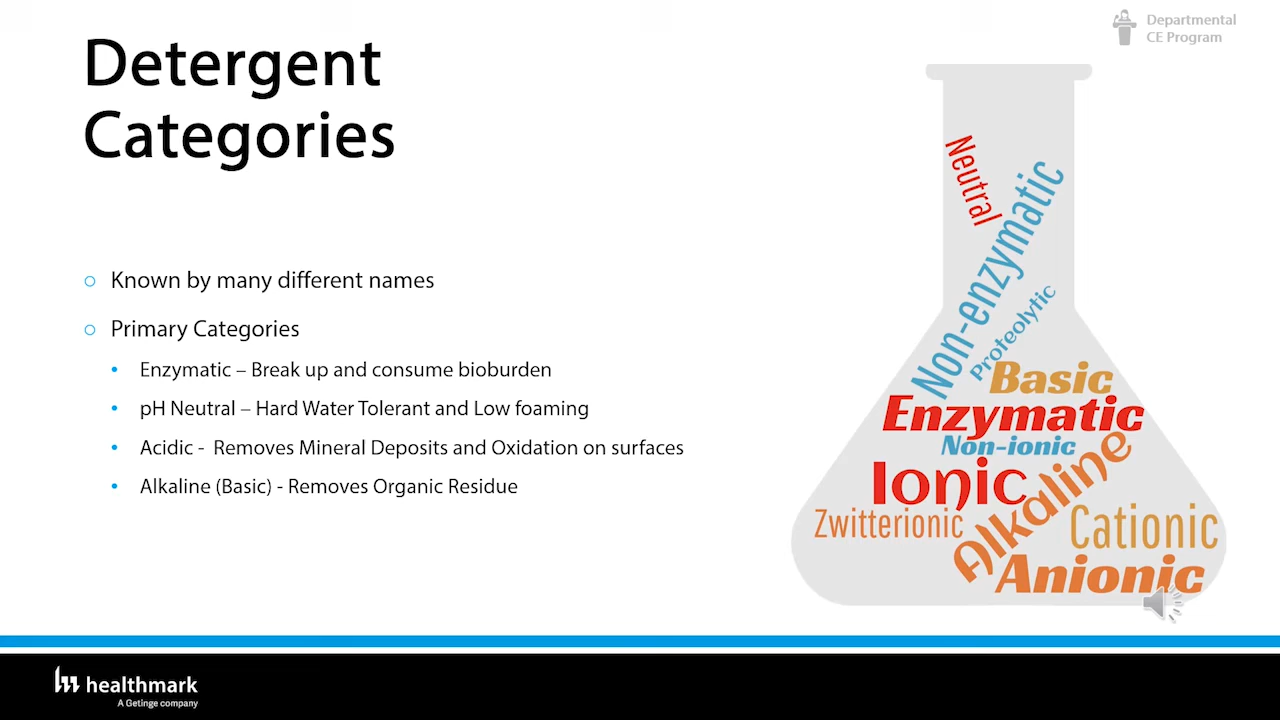 Departmental
CE Program
Detergent
Categories
○ Known by many different names
○ Primary Categories
• Enzymatic – Break up and consume bioburden
• pH Neutral – Hard Water Tolerant and Low foaming
• Acidic -  Removes Mineral Deposits and Oxidation on surfaces
• Alkaline (Basic) - Removes Organic Residue
Neutral
Non-enzymatic
Proteolytic
Basic
Enzymatic
Non-ionic
Ionic
Alkaline
Zwitterionic
Cationic
Anionic
healthmark
A Getinge company